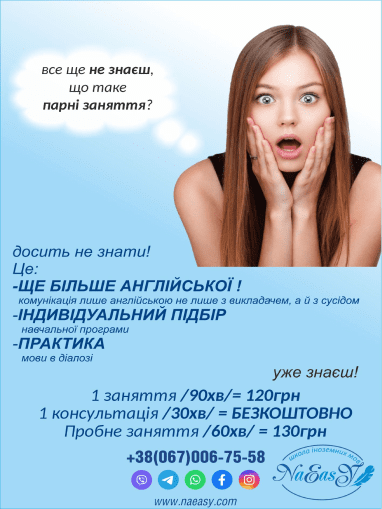 все ще не знаєш,
що таке
парні заняття?
досить не знати!
Це:
-ЩЕ БІЛЬШЕ АНГЛІЙСЬКОЇ !
комунікація лише англійською не лише з викладачем, а й з сусідом
-ІНДИВІДУАЛЬНИЙ ПІДБІР
навчальної програми
-ПРАКТИКА
мови в діалозі
уже знаєш!
1 заняття /90хв/= 120грн
1 консультація /30хв/ = БЕЗКОШТОВНО
Пробне заняття /60хв/ = 130грн
+38(067)006-75-58
школа іноземних мов
NaEasY
www.naeasy.com